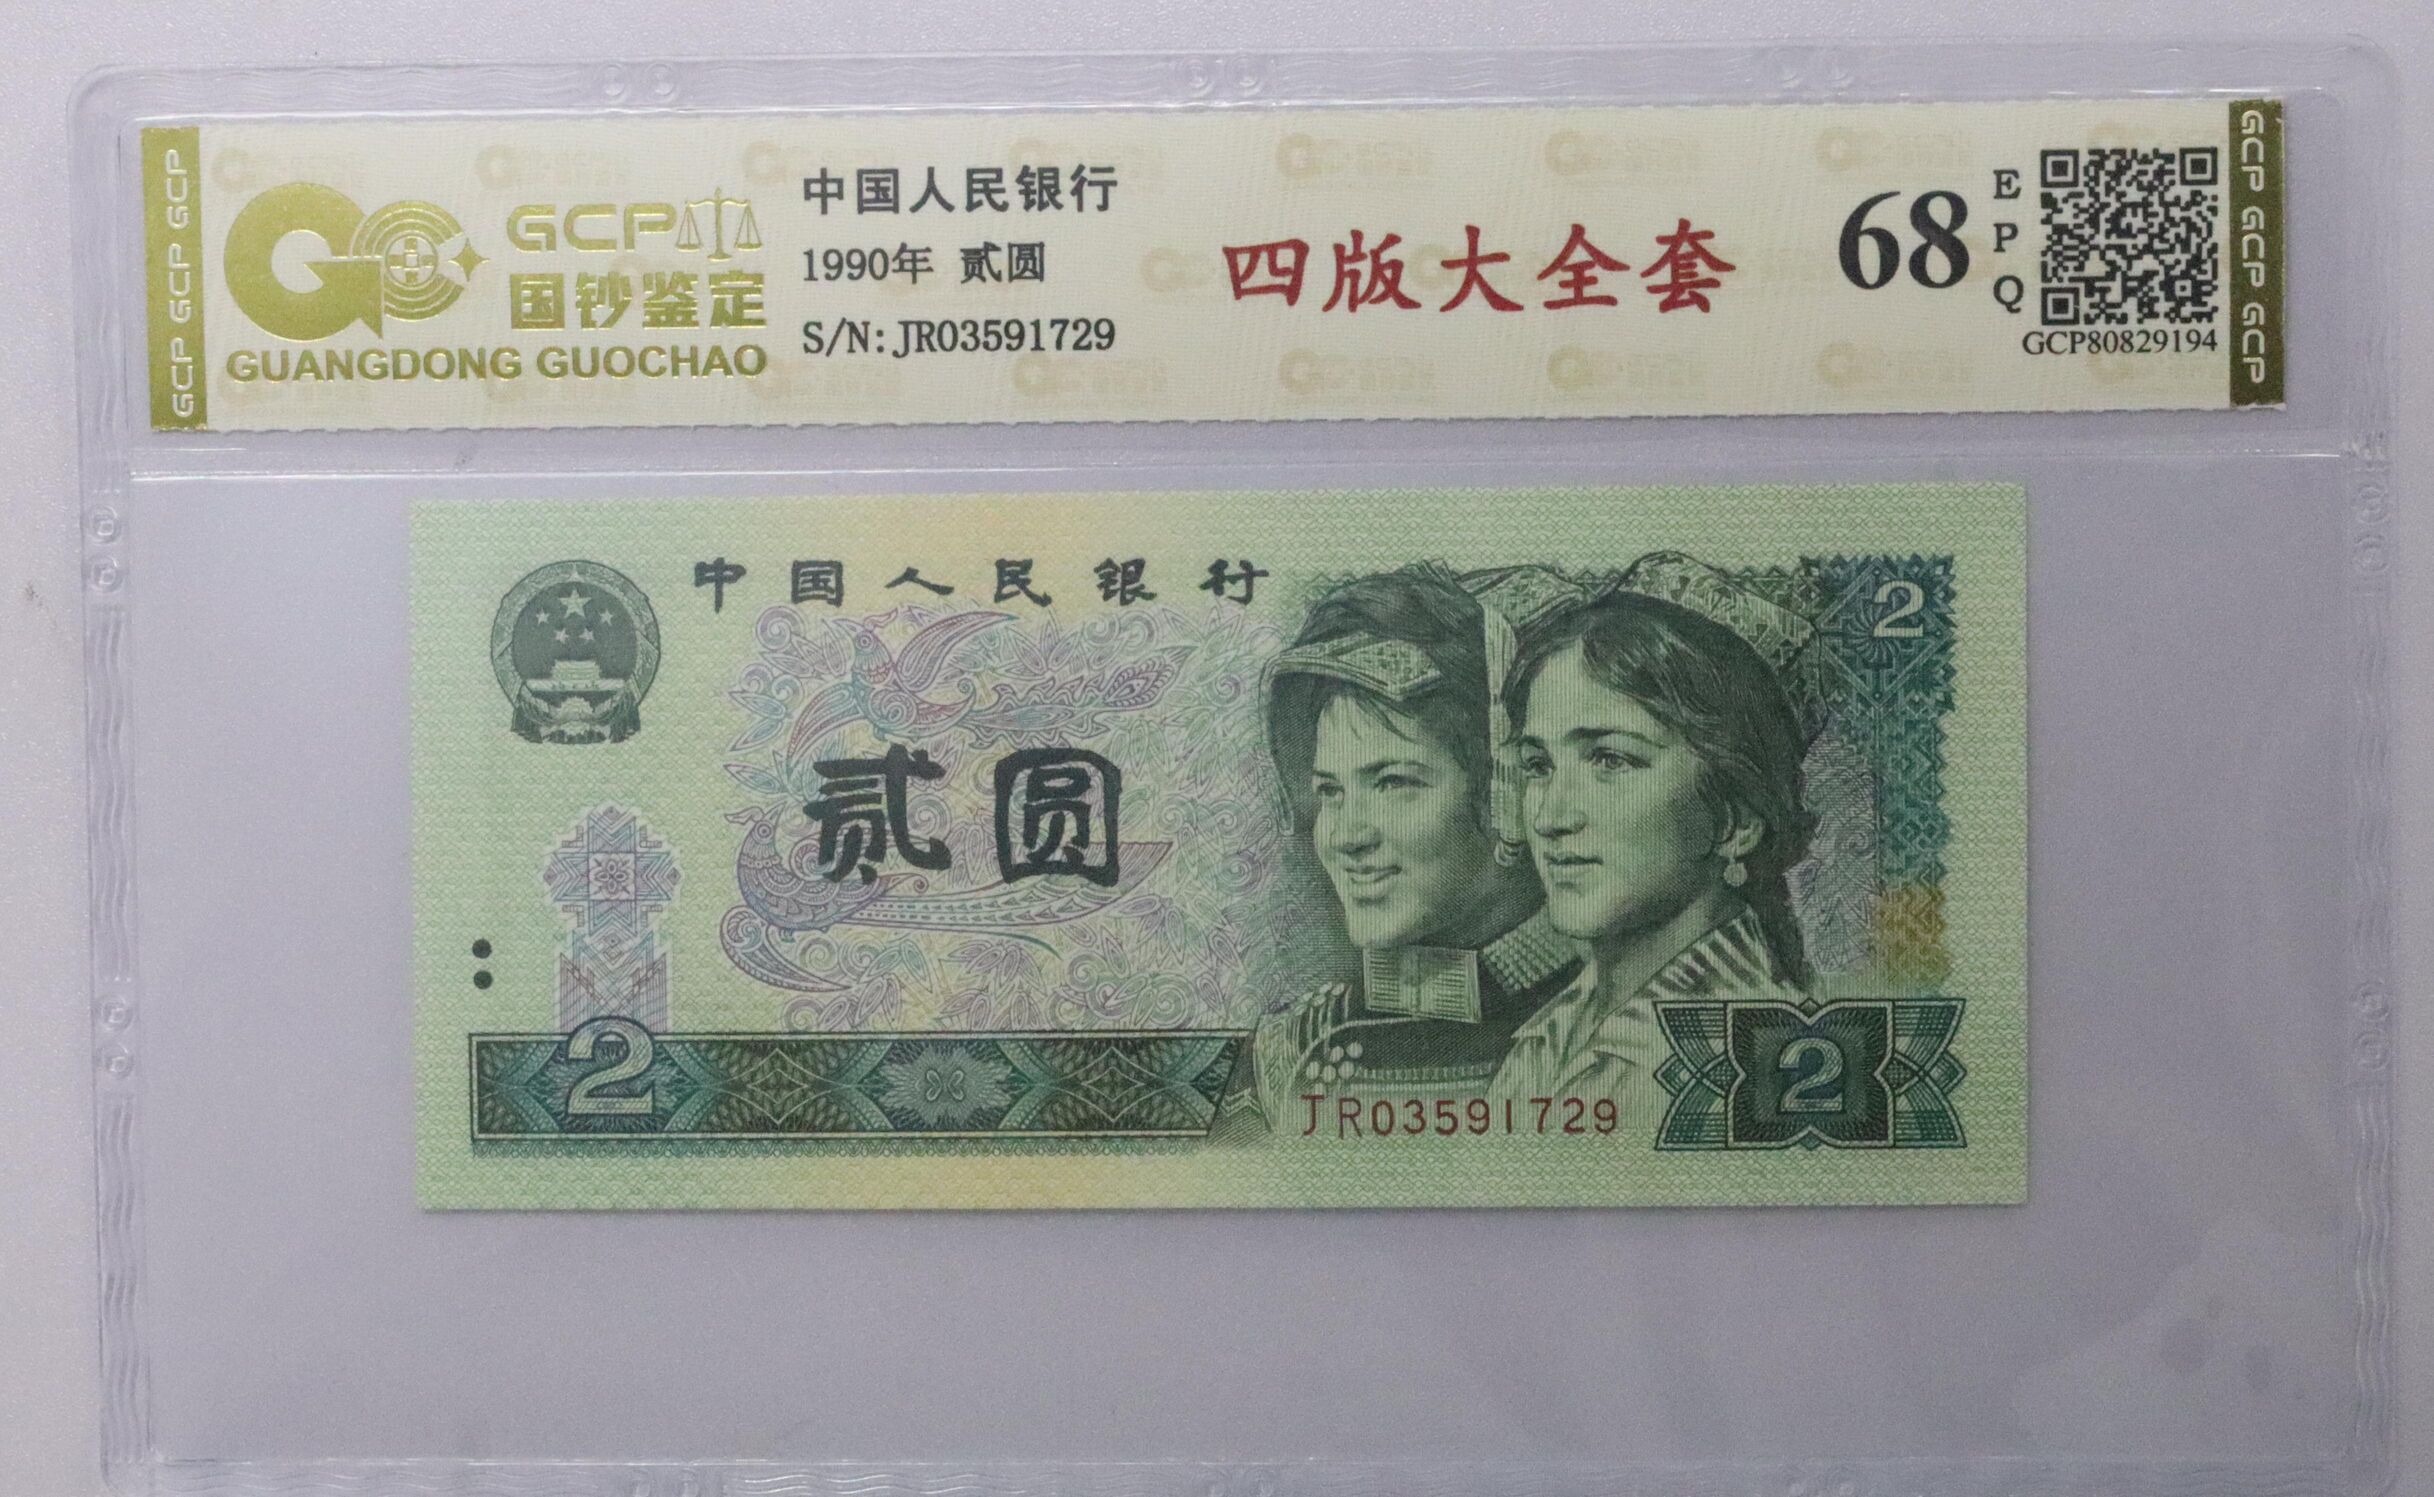 GCP GCP GCP GCP
GCP
国钞鉴定
GUANGDONG GUOCHAO
中国人民银行
1990年 贰圆
S/N: JR03591729
四版大全套
68
EPQ
GCP80829194
GCP GCP GCP GCP
中国人民银行
2
贰圆
2
JR03591729
2